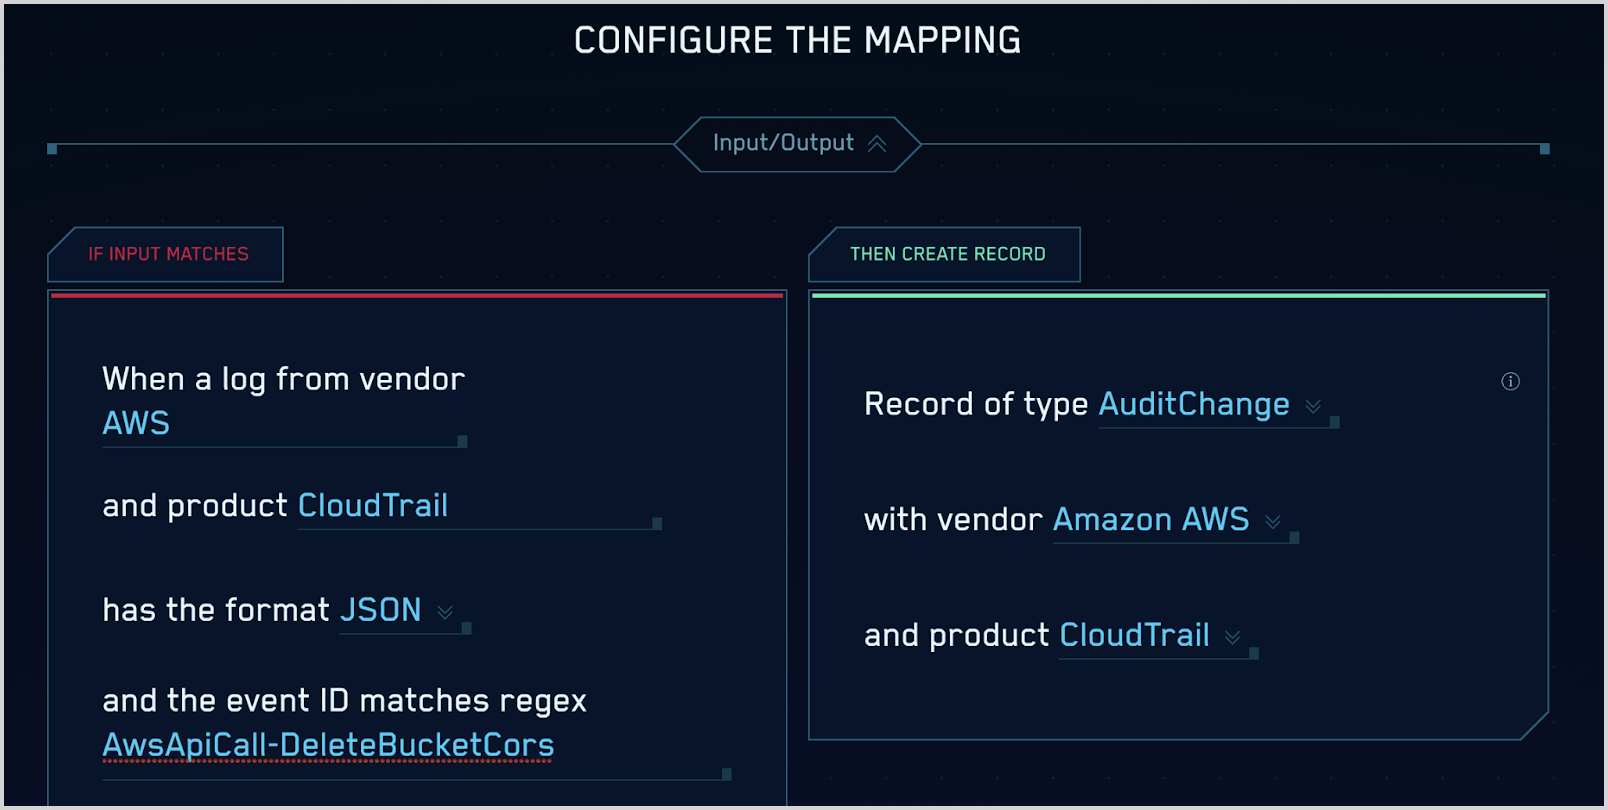 CONFIGURE THE MAPPING
Input/Output
IF INPUT MATCHES
When a log from vendor
AWS
and product CloudTrail
has the format JSON
and the event ID matches regex
AwsApiCall-DeleteBucketCors
THEN CREATE RECORD
Record of type AuditChange
with vendor Amazon AWS
and product CloudTrail